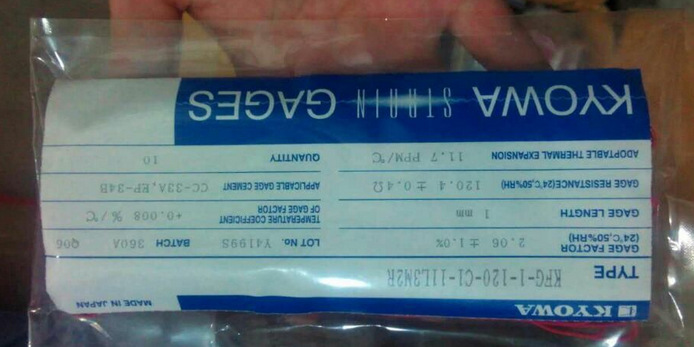 KYOWA MADE IN JAPAN
TYPE KFG-1-120-C1-11L3M2R
GAGE FACTOR (24°C,50%RH) 2.06 ± 1.0% LOT No. Y4199S BATCH 360A Q06
GAGE LENGTH 1 mm TEMPERATURE COEFFICIENT OF GAGE FACTOR +0.008 %/°C
GAGE RESISTANCE(24°C,50%RH) 120.4 ± 0.4Ω APPLICABLE GAGE CEMENT CC-33A,EP-34B
ADOPTABLE THERMAL EXPANSION 11.7 PPM/°C QUANTITY 10
KYOWA STRAIN GAGES